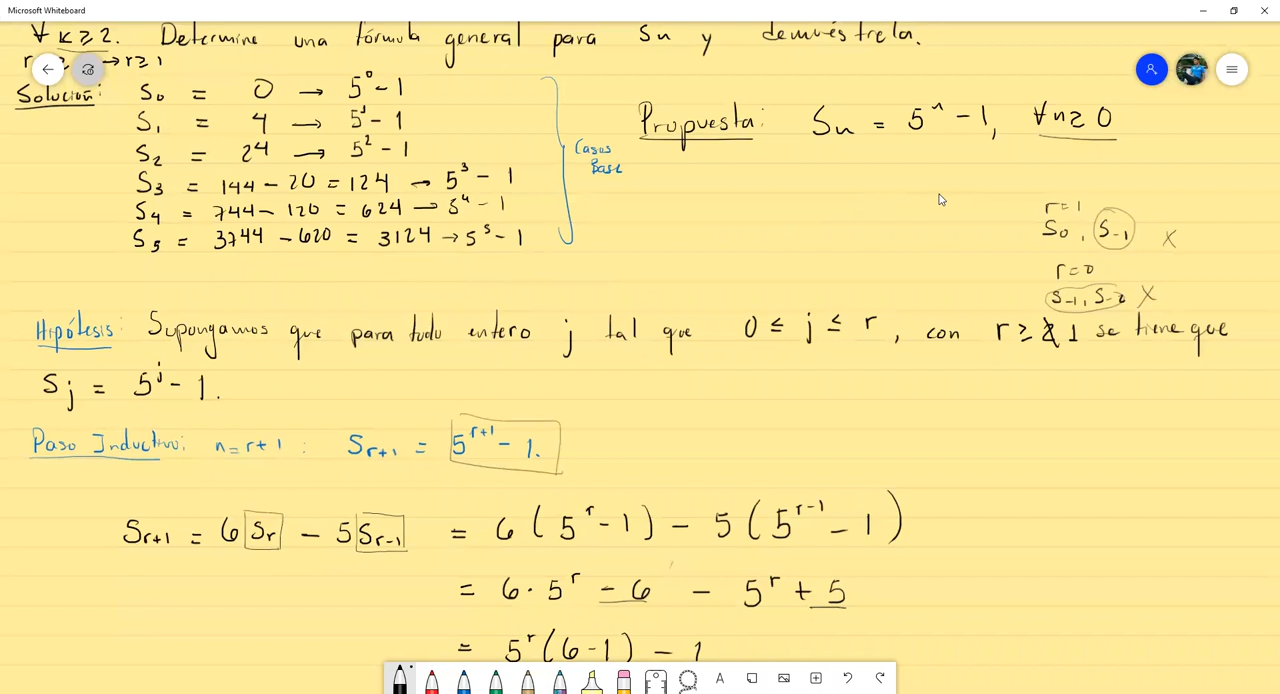 Microsoft Whiteboard
∀ k ≥ 2. Determine una fórmula general para Sn y demuéstrela.
→ r ≥ 1
Solución: S₀ = 0 → 5⁰ - 1
S₁ = 4 → 5¹ - 1
S₂ = 24 → 5² - 1
S₃ = 144 - 20 = 124 → 5³ - 1
S₄ = 744 - 120 = 624 → 5⁴ - 1
S₅ = 3744 - 620 = 3124 → 5⁵ - 1
Casos
Base
Propuesta: Sn = 5ⁿ - 1, ∀n ≥ 0
r = 1
S₀, S₋₁ X
r = 0
S₋₁, S₋₂ X
Hipótesis: Supongamos que para todo entero j tal que 0 ≤ j ≤ r, con r ≥ 1 se tiene que
Sj = 5ʲ - 1.
Paso Inductivo: n = r+1 : Sr+1 = 5ʳ⁺¹ - 1.
Sr+1 = 6 Sr - 5 Sr-1 = 6 (5ʳ - 1) - 5 (5ʳ⁻¹ - 1)
= 6 · 5ʳ - 6 - 5ʳ + 5
= 5ʳ (6 - 1) - 1
A